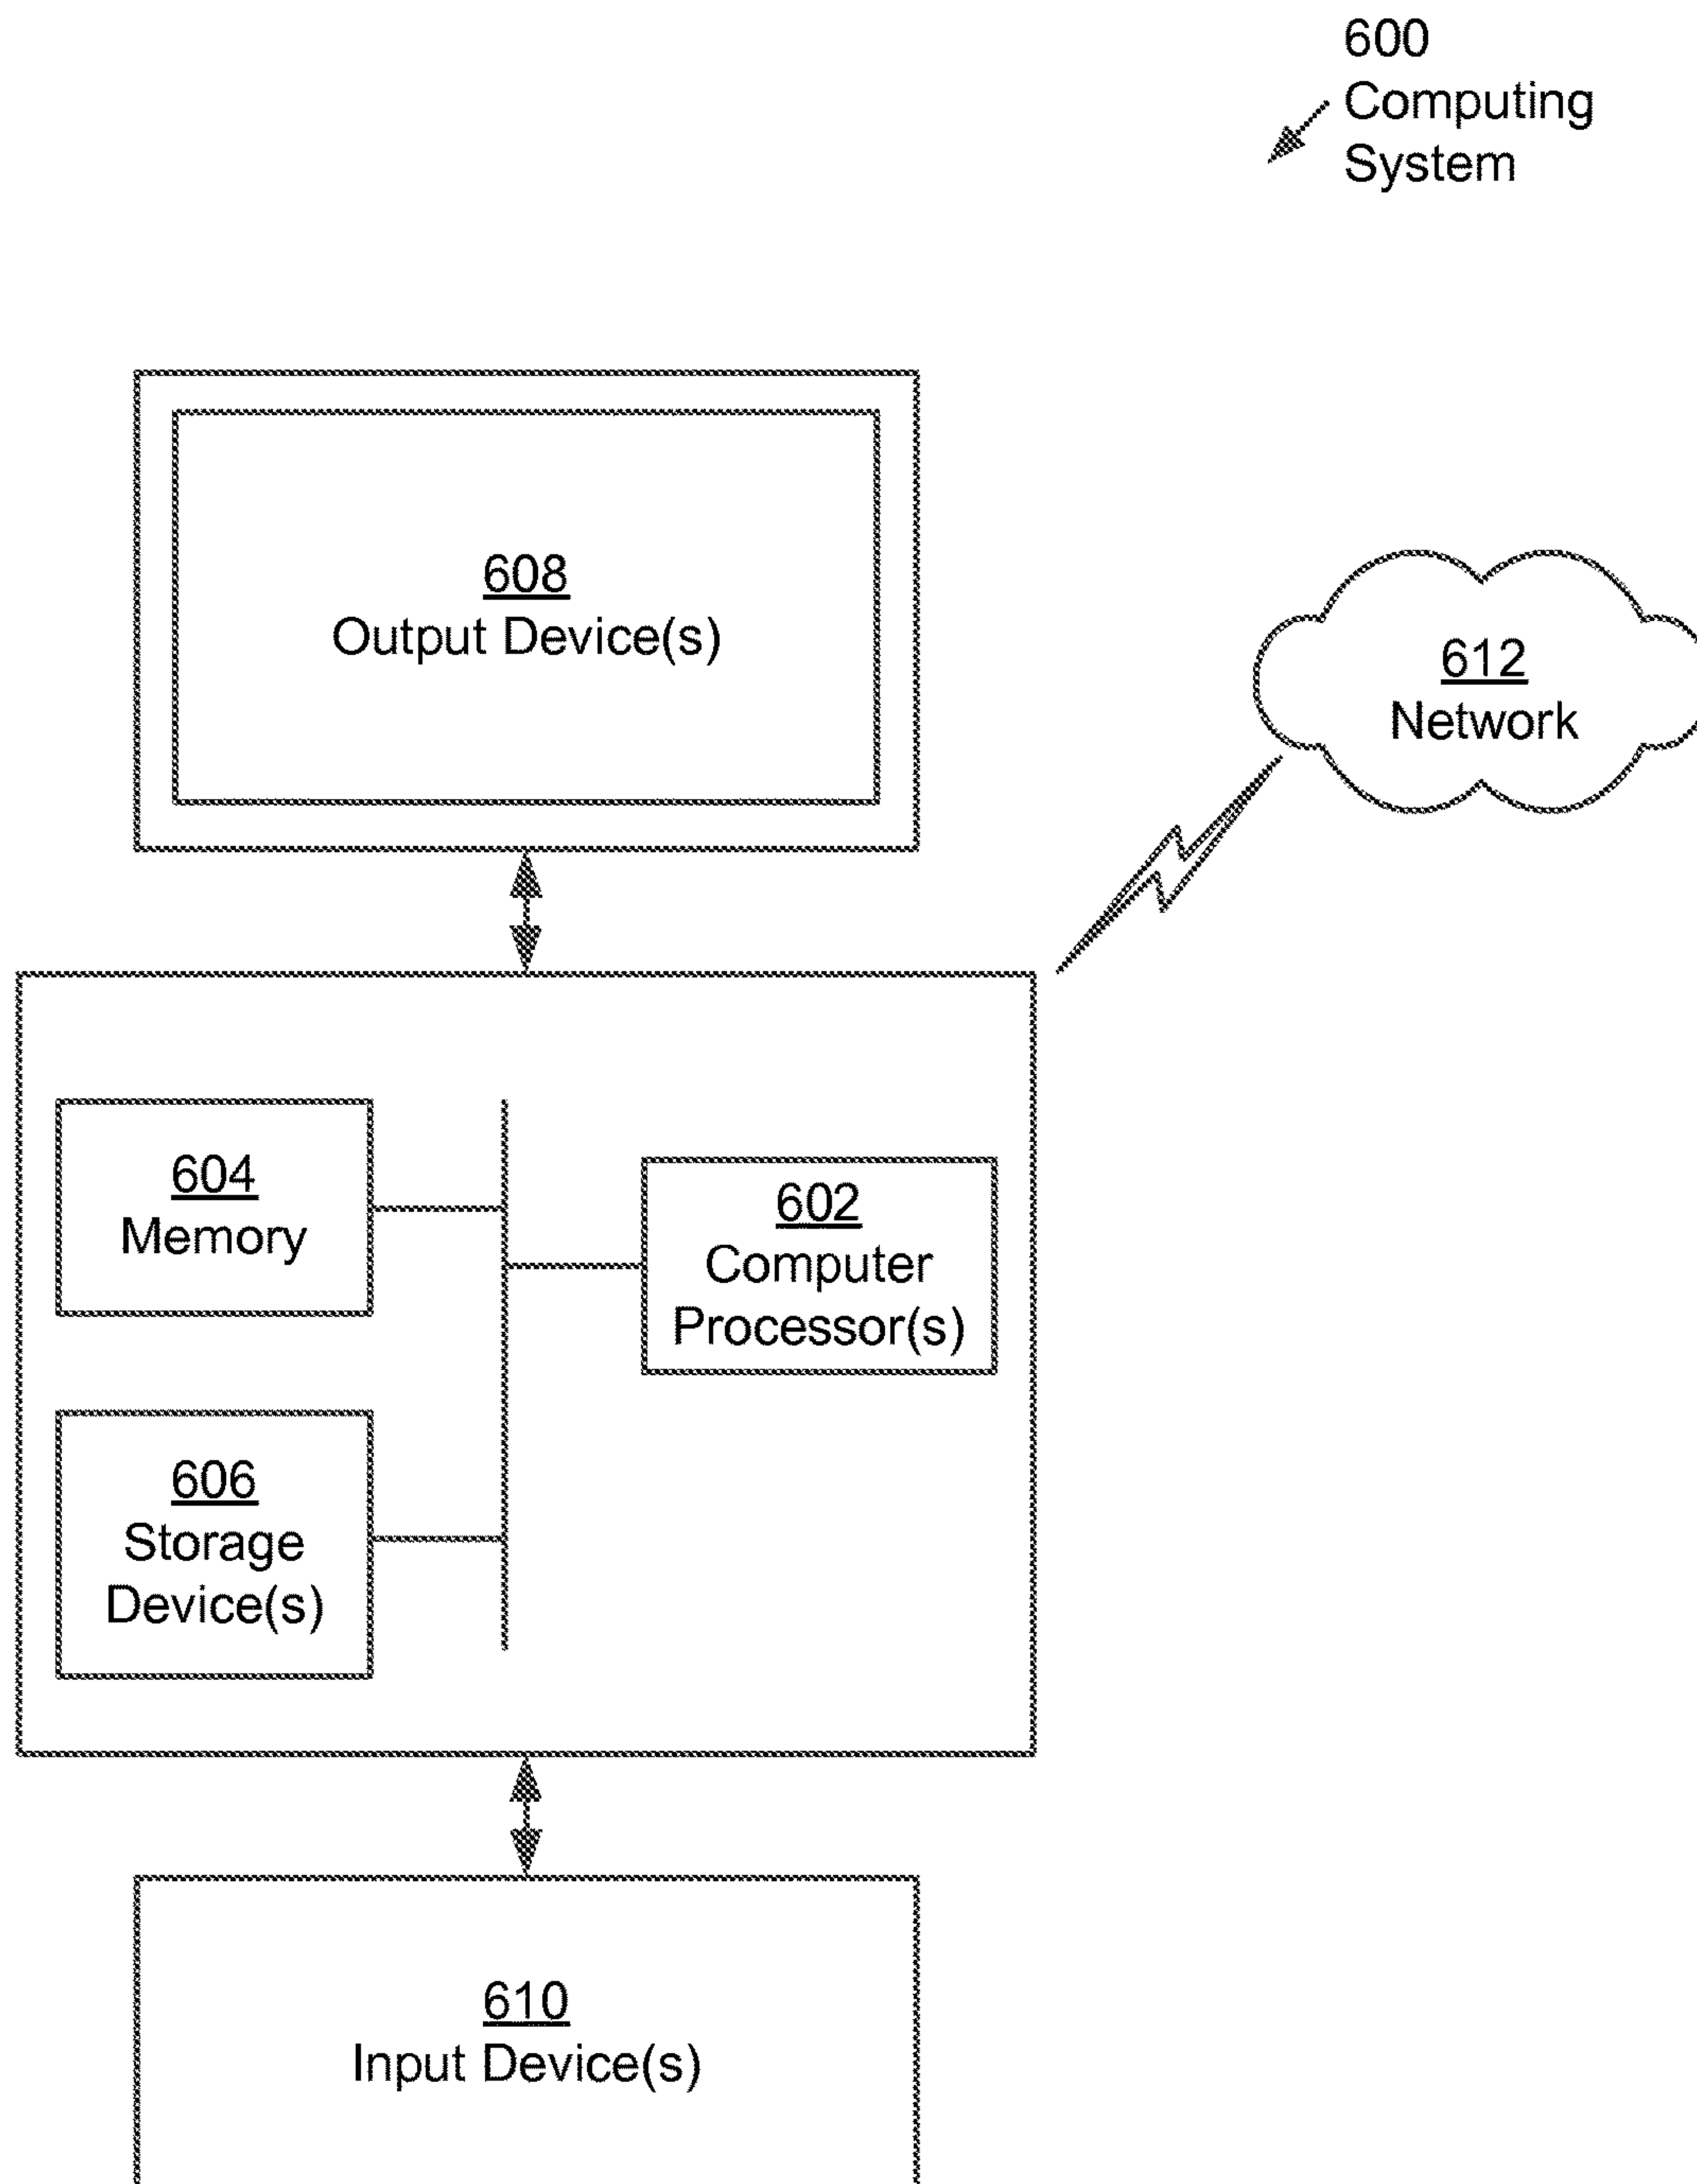 600
Computing
System
608
Output Device(s)
612
Network
604
Memory
602
Computer
Processor(s)
606
Storage
Device(s)
610
Input Device(s)